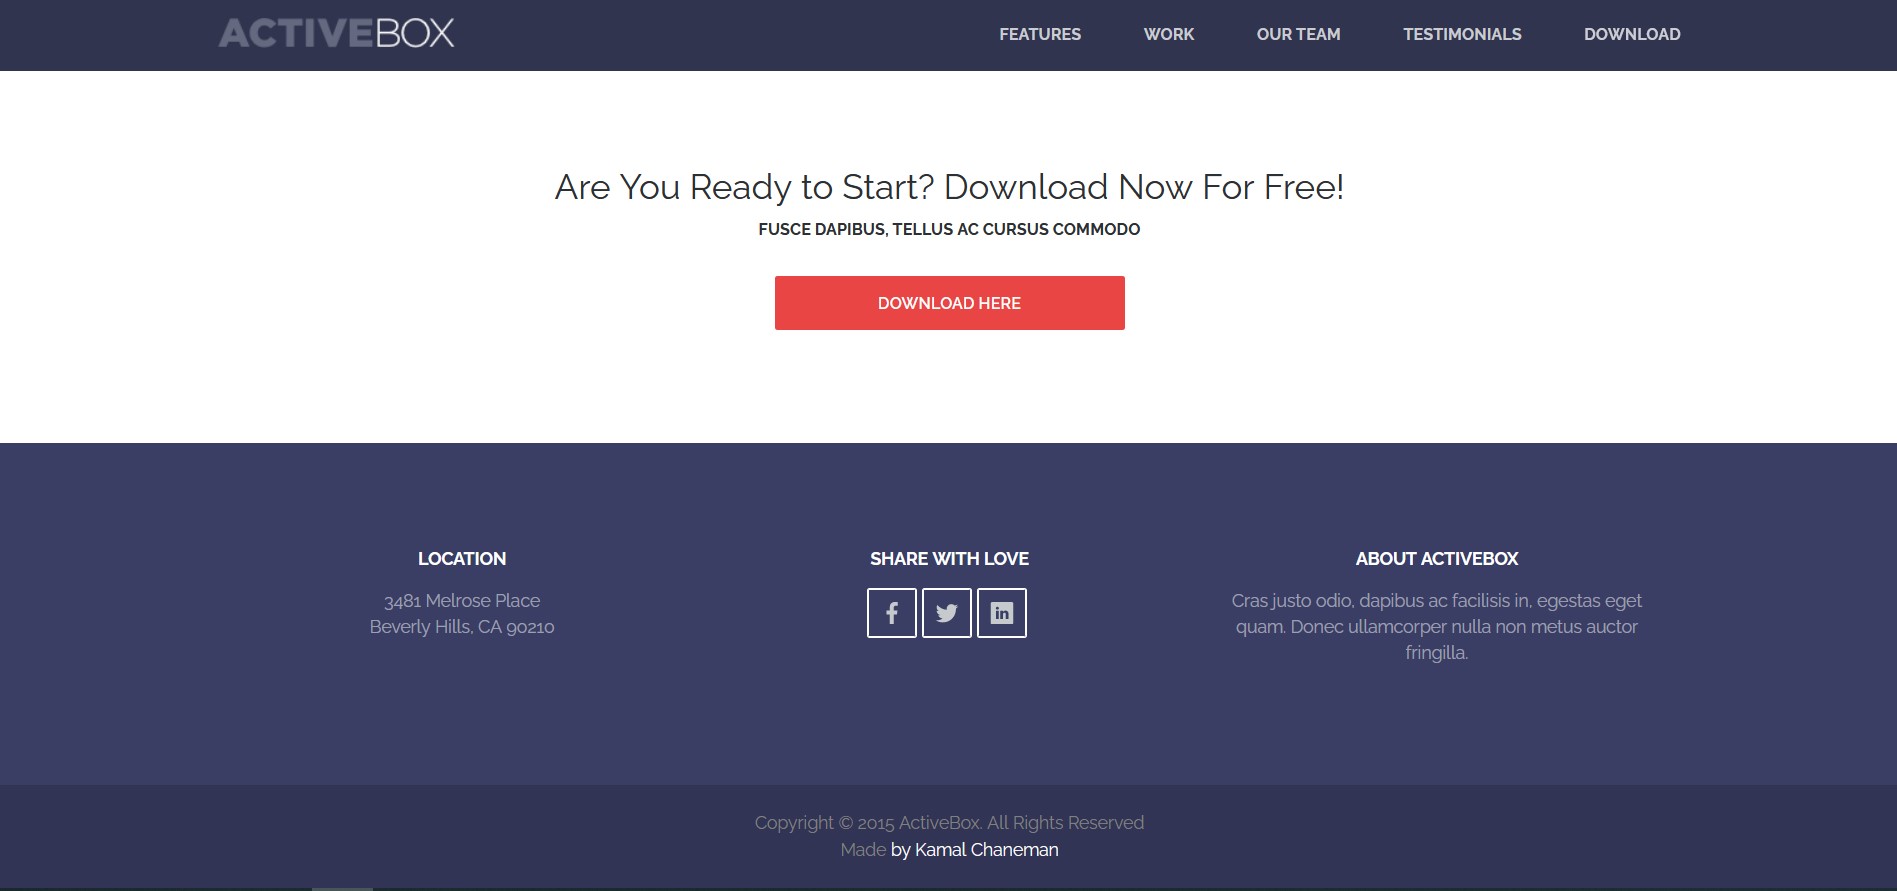 ACTIVEBOX
FEATURES WORK OUR TEAM TESTIMONIALS DOWNLOAD
Are You Ready to Start? Download Now For Free!
FUSCE DAPIBUS, TELLUS AC CURSUS COMMODO
DOWNLOAD HERE
LOCATION
3481 Melrose Place
Beverly Hills, CA 90210
SHARE WITH LOVE
ABOUT ACTIVEBOX
Cras justo odio, dapibus ac facilisis in, egestas eget
quam. Donec ullamcorper nulla non metus auctor
fringilla.
Copyright © 2015 ActiveBox. All Rights Reserved
Made by Kamal Chaneman